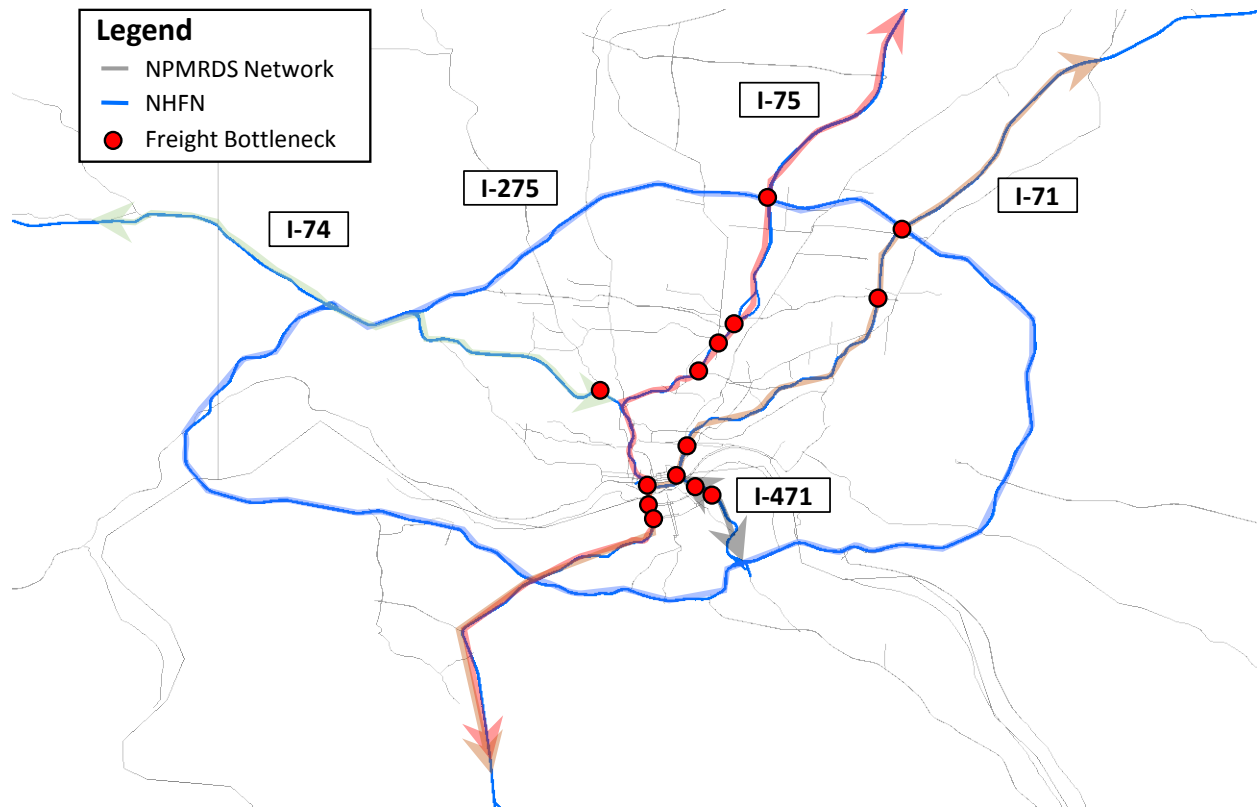 Legend
NPMRDS Network
NHFN
Freight Bottleneck
I-75
I-275
I-71
I-74
I-471